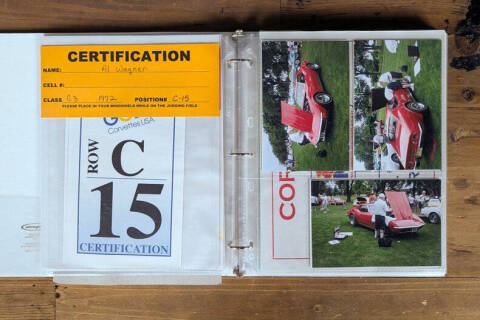 CERTIFICATION
NAME: Al Wagner
CELL #:
CLASS C3 1972 POSITIONS C-15
PLEASE PLACE IN YOUR WINDSHIELD WHILE ON THE JUDGING FIELD
CorvettesUSA
ROW
C
15
CERTIFICATION
COR